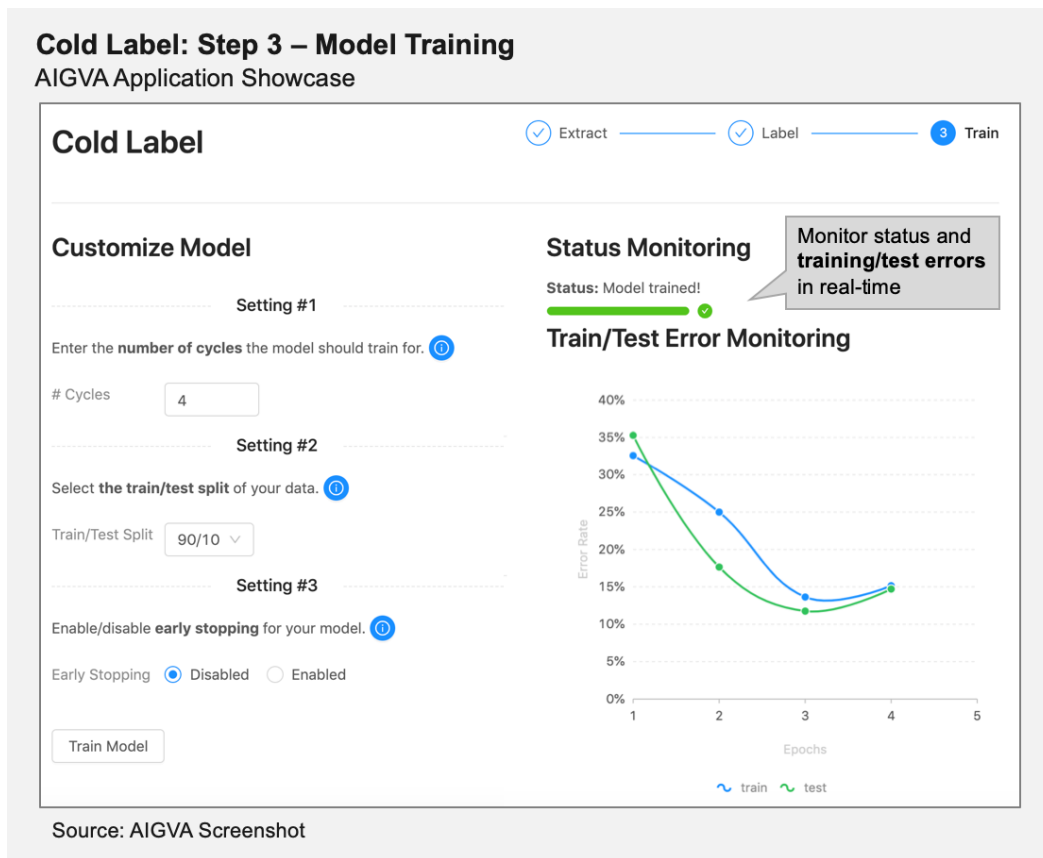 Cold Label: Step 3 – Model Training
AIGVA Application Showcase
Cold Label
Extract
Label
3 Train
Customize Model
Setting #1
Enter the number of cycles the model should train for.
# Cycles
4
Setting #2
Select the train/test split of your data.
Train/Test Split
90/10
Setting #3
Enable/disable early stopping for your model.
Early Stopping Disabled Enabled
Train Model
Status Monitoring
Status: Model trained!
Monitor status and
training/test errors
in real-time
Train/Test Error Monitoring
40%
35%
30%
25%
20%
15%
10%
5%
0%
Error Rate
1 2 3 4 5
Epochs
train test
Source: AIGVA Screenshot